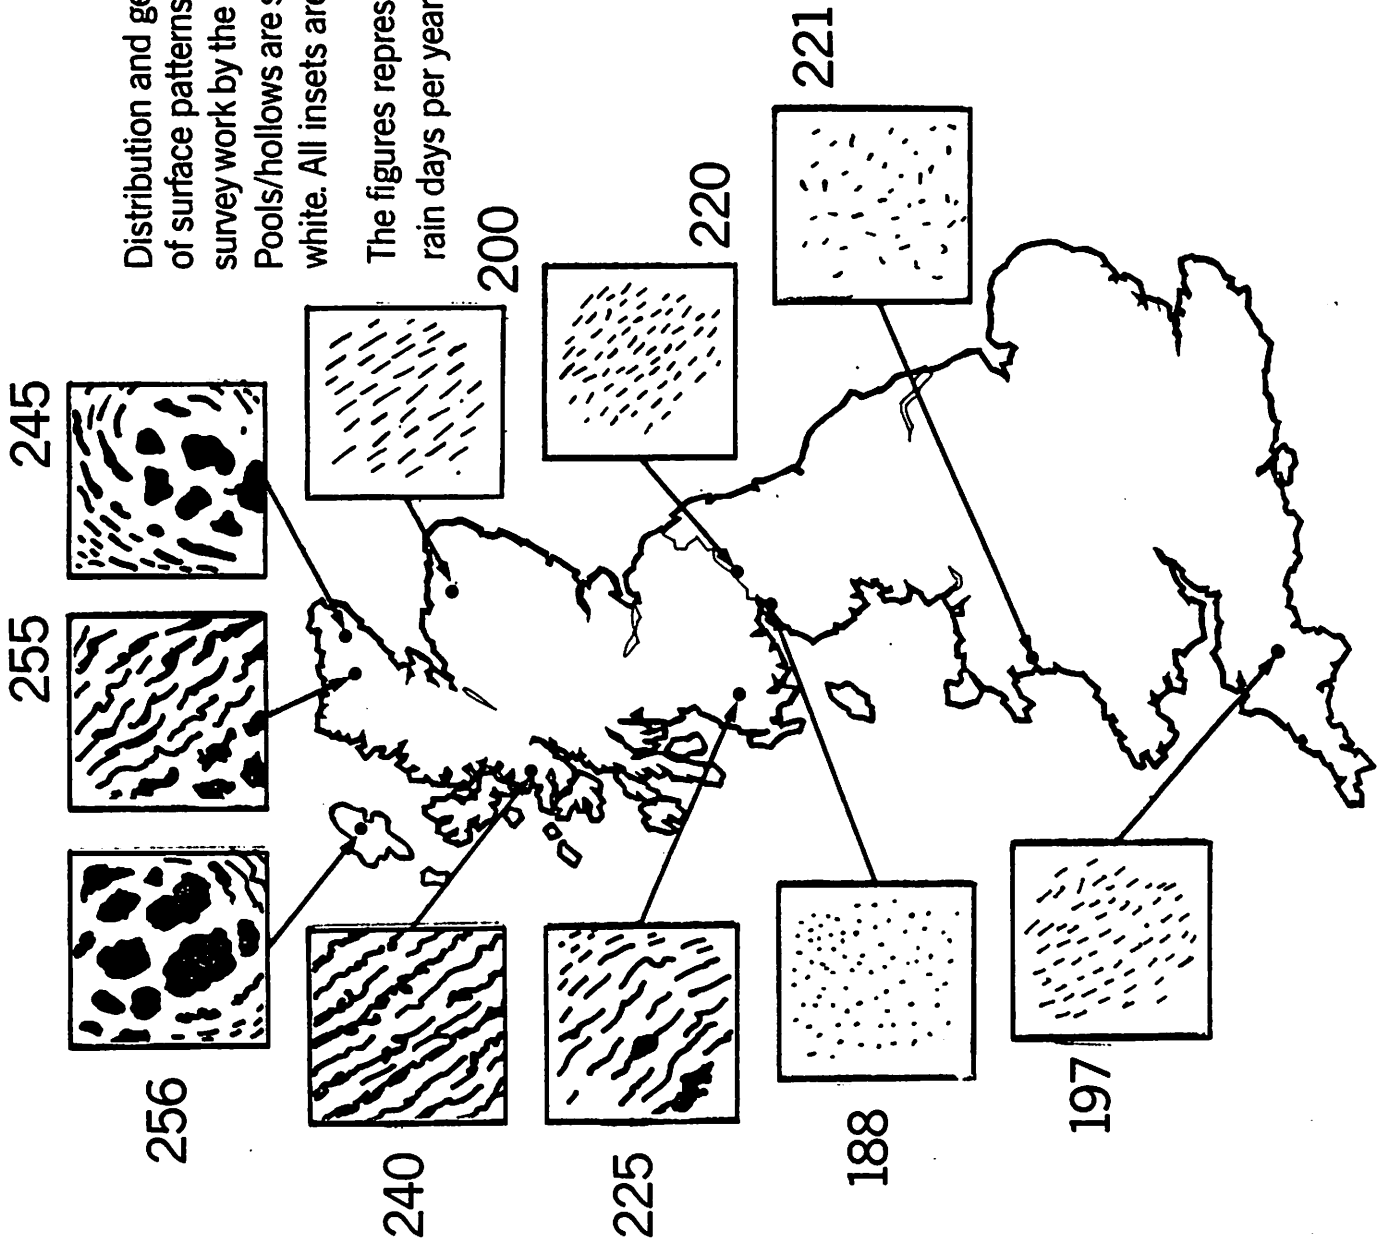 255
245
256
Distribution and ge
of surface patterns
survey work by the
Pools/hollows are s
white. All insets are
The figures repres
rain days per year
240
200
225
220
221
188
197